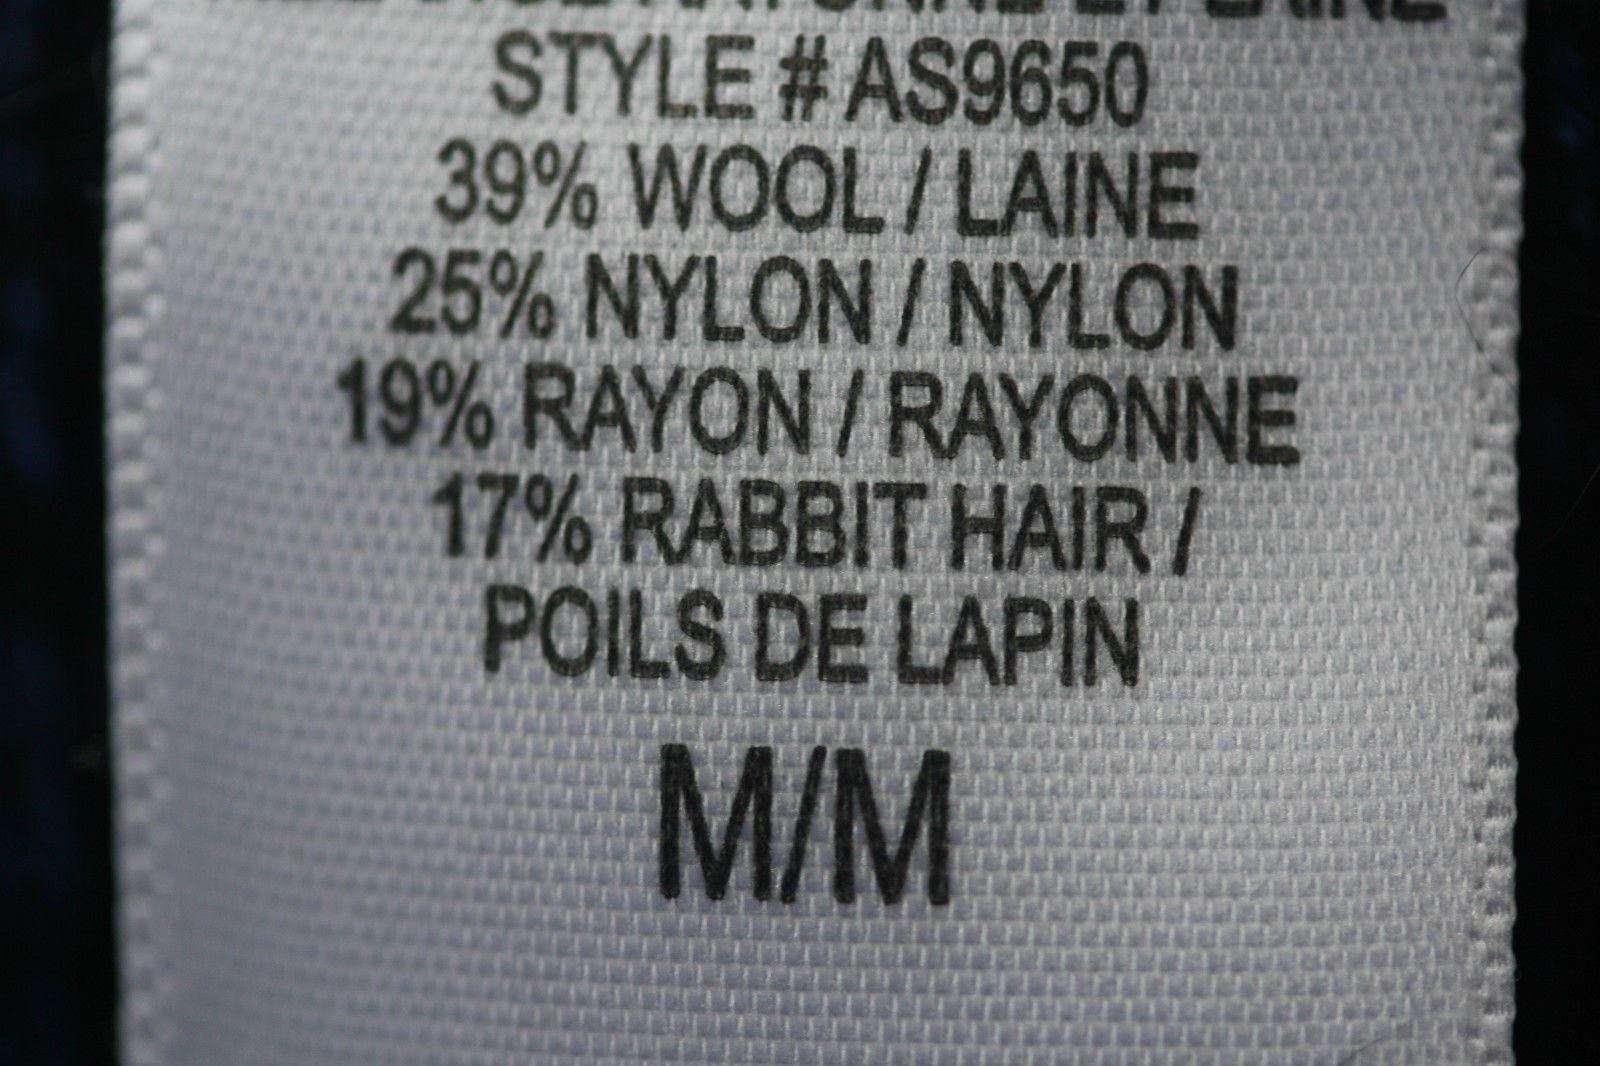 STYLE # AS9650
39% WOOL / LAINE
25% NYLON / NYLON
19% RAYON / RAYONNE
17% RABBIT HAIR /
POILS DE LAPIN
M/M